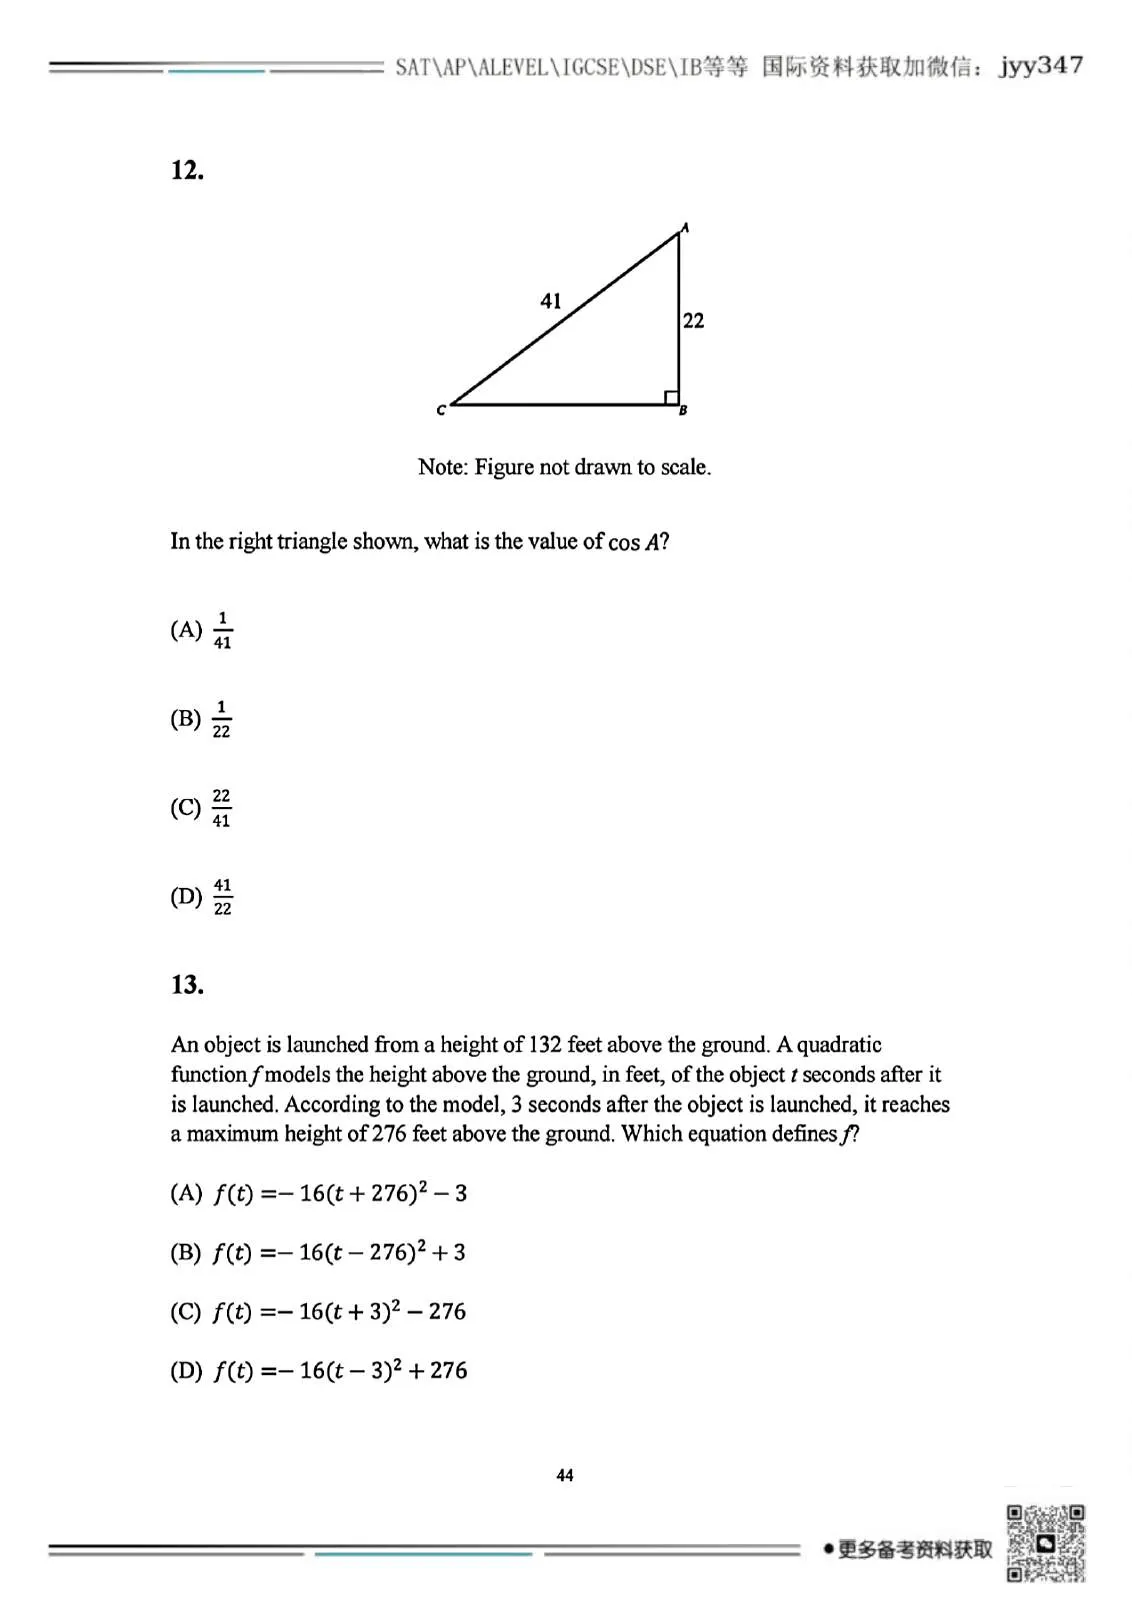 SAT\AP\ALEVEL\IGCSE\DSE\IB等等 国际资料获取加微信：jyy347
12.
A
41
22
C
B
Note: Figure not drawn to scale.
In the right triangle shown, what is the value of cos A?
(A) 1/41
(B) 1/22
(C) 22/41
(D) 41/22
13.
An object is launched from a height of 132 feet above the ground. A quadratic
function f models the height above the ground, in feet, of the object t seconds after it
is launched. According to the model, 3 seconds after the object is launched, it reaches
a maximum height of 276 feet above the ground. Which equation defines f?
(A) f(t) =− 16(t + 276)² − 3
(B) f(t) =− 16(t − 276)² + 3
(C) f(t) =− 16(t + 3)² − 276
(D) f(t) =− 16(t − 3)² + 276
44
●更多备考资料获取